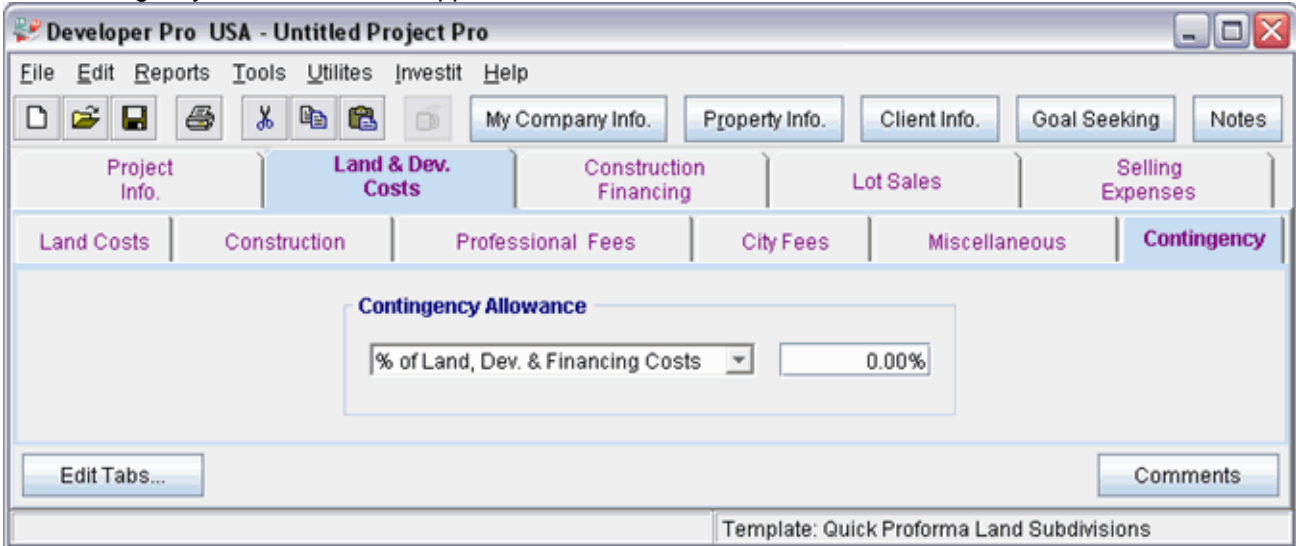 Developer Pro USA - Untitled Project Pro
File Edit Reports Tools Utilites Investit Help
My Company Info. Property Info. Client Info. Goal Seeking Notes
Project Info. Land & Dev. Costs Construction Financing Lot Sales Selling Expenses
Land Costs Construction Professional Fees City Fees Miscellaneous Contingency
Contingency Allowance
% of Land, Dev. & Financing Costs 0.00%
Edit Tabs... Comments
Template: Quick Proforma Land Subdivisions